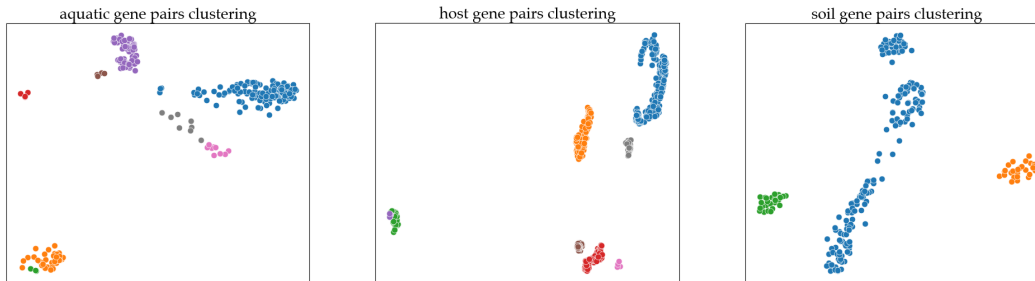 aquatic gene pairs clustering
host gene pairs clustering
soil gene pairs clustering